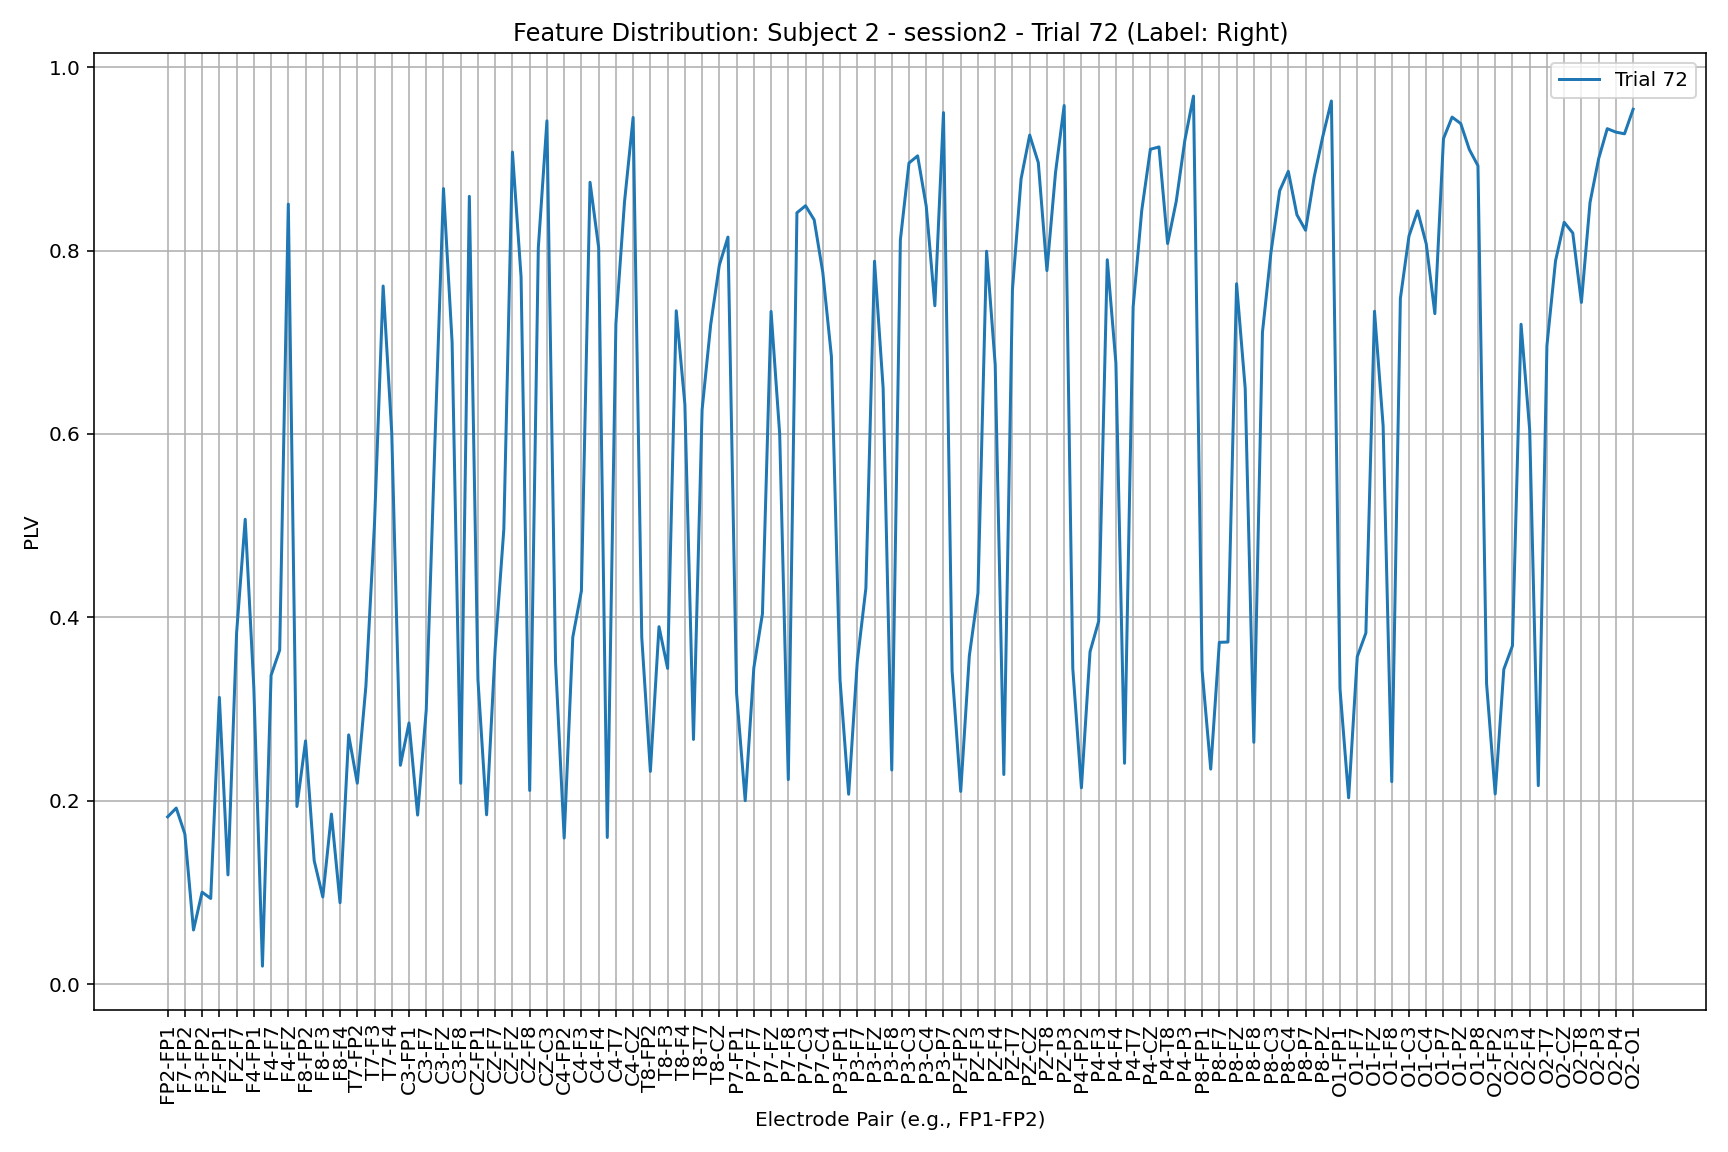 Feature Distribution: Subject 2 - session2 - Trial 72 (Label: Right)
Trial 72
1.0
0.8
0.6
0.4
0.2
0.0
PLV
FP2-FP1
F7-FP2
F3-FP2
FZ-FP1
FZ-F7
F4-FP1
F4-F7
F4-FZ
F8-FP2
F8-F3
F8-F4
T7-FP2
T7-F3
T7-F4
C3-FP1
C3-F7
C3-FZ
C3-F8
CZ-FP1
CZ-F7
CZ-FZ
CZ-F8
CZ-C3
C4-FP2
C4-F3
C4-F4
C4-T7
C4-CZ
T8-FP2
T8-F3
T8-F4
T8-T7
T8-CZ
P7-FP1
P7-F7
P7-FZ
P7-F8
P7-C3
P7-C4
P3-FP1
P3-F7
P3-FZ
P3-F8
P3-C3
P3-C4
P3-P7
PZ-FP2
PZ-F3
PZ-F4
PZ-T7
PZ-CZ
PZ-T8
PZ-P3
P4-FP2
P4-F3
P4-F4
P4-T7
P4-CZ
P4-T8
P4-P3
P8-FP1
P8-F7
P8-FZ
P8-F8
P8-C3
P8-C4
P8-P7
P8-PZ
O1-FP1
O1-F7
O1-FZ
O1-F8
O1-C3
O1-C4
O1-P7
O1-PZ
O1-P8
O2-FP2
O2-F3
O2-F4
O2-T7
O2-CZ
O2-T8
O2-P3
O2-P4
O2-O1
Electrode Pair (e.g., FP1-FP2)